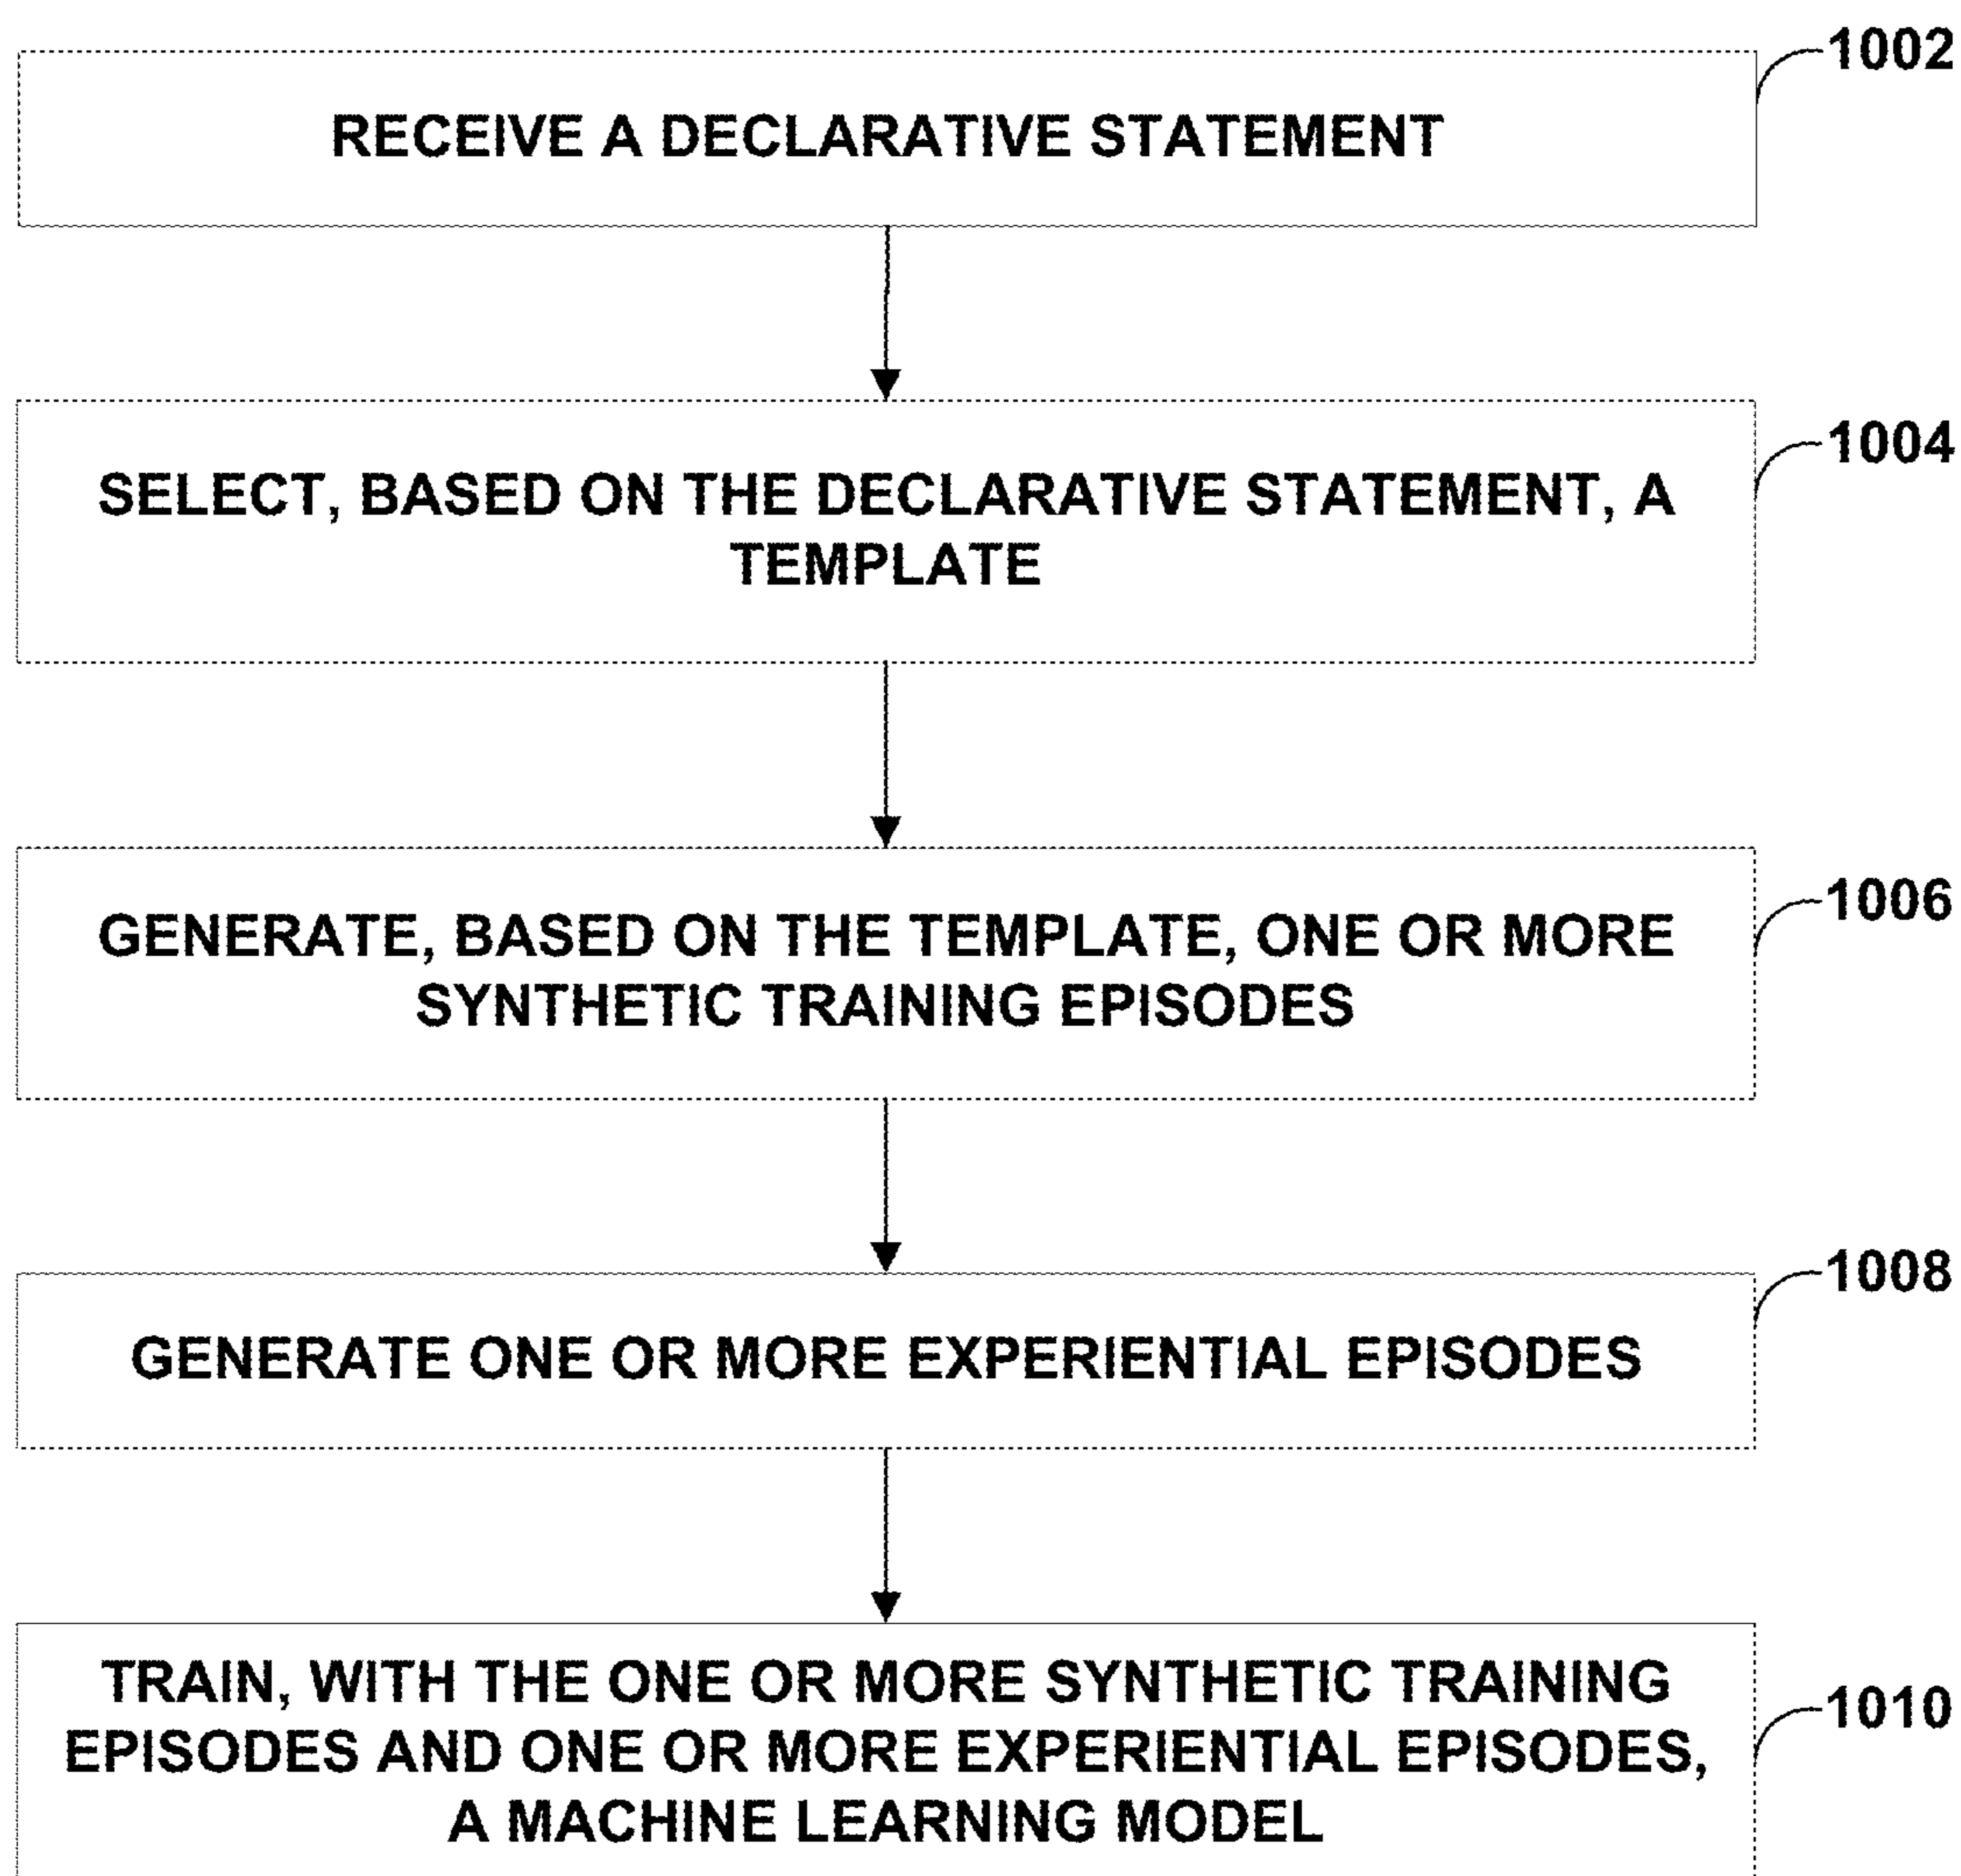 1002
RECEIVE A DECLARATIVE STATEMENT
1004
SELECT, BASED ON THE DECLARATIVE STATEMENT, A
TEMPLATE
1006
GENERATE, BASED ON THE TEMPLATE, ONE OR MORE
SYNTHETIC TRAINING EPISODES
1008
GENERATE ONE OR MORE EXPERIENTIAL EPISODES
TRAIN, WITH THE ONE OR MORE SYNTHETIC TRAINING
1010
EPISODES AND ONE OR MORE EXPERIENTIAL EPISODES,
A MACHINE LEARNING MODEL